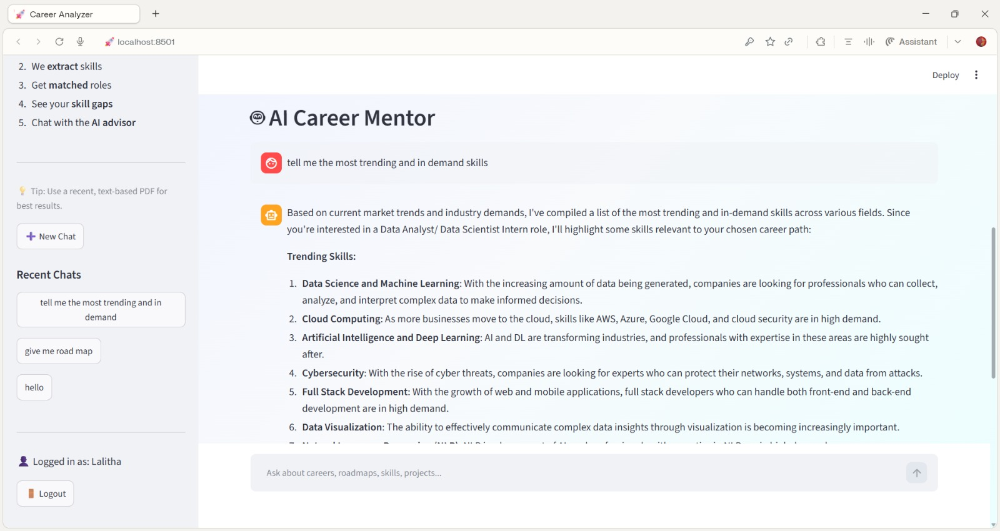 Career Analyzer
localhost:8501
Assistant
2. We extract skills
3. Get matched roles
4. See your skill gaps
5. Chat with the AI advisor
Tip: Use a recent, text-based PDF for
best results.
New Chat
Recent Chats
tell me the most trending and in
demand
give me road map
hello
Logged in as: Lalitha
Logout
Deploy
AI Career Mentor
tell me the most trending and in demand skills
Based on current market trends and industry demands, I've compiled a list of the most trending and in-demand skills across various fields. Since
you're interested in a Data Analyst/ Data Scientist Intern role, I'll highlight some skills relevant to your chosen career path:
Trending Skills:
1. Data Science and Machine Learning: With the increasing amount of data being generated, companies are looking for professionals who can collect,
analyze, and interpret complex data to make informed decisions.
2. Cloud Computing: As more businesses move to the cloud, skills like AWS, Azure, Google Cloud, and cloud security are in high demand.
3. Artificial Intelligence and Deep Learning: AI and DL are transforming industries, and professionals with expertise in these areas are highly sought
after.
4. Cybersecurity: With the rise of cyber threats, companies are looking for experts who can protect their networks, systems, and data from attacks.
5. Full Stack Development: With the growth of web and mobile applications, full stack developers who can handle both front-end and back-end
development are in high demand.
6. Data Visualization: The ability to effectively communicate complex data insights through visualization is becoming increasingly important.
Ask about careers, roadmaps, skills, projects...